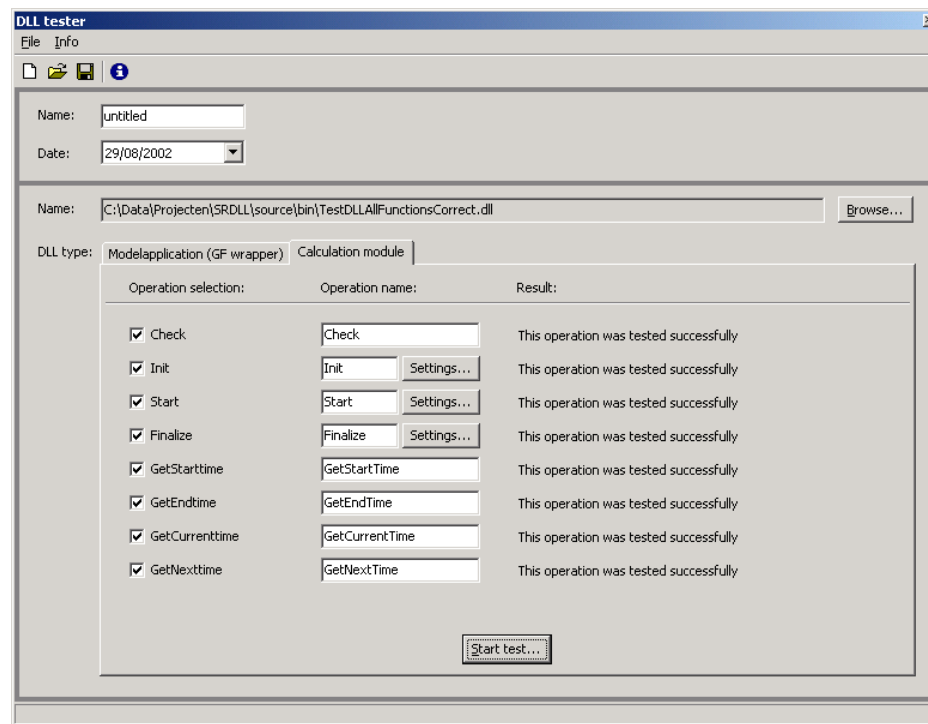 DLL tester
File Info
Name: untitled
Date: 29/08/2002
Name: C:\Data\Projecten\SRDLL\source\bin\TestDLLAllFunctionsCorrect.dll Browse...
DLL type: Modelapplication (GF wrapper) Calculation module
Operation selection: Operation name: Result:
Check Check This operation was tested successfully
Init Init Settings... This operation was tested successfully
Start Start Settings... This operation was tested successfully
Finalize Finalize Settings... This operation was tested successfully
GetStarttime GetStartTime This operation was tested successfully
GetEndtime GetEndTime This operation was tested successfully
GetCurrenttime GetCurrentTime This operation was tested successfully
GetNexttime GetNextTime This operation was tested successfully
Start test...